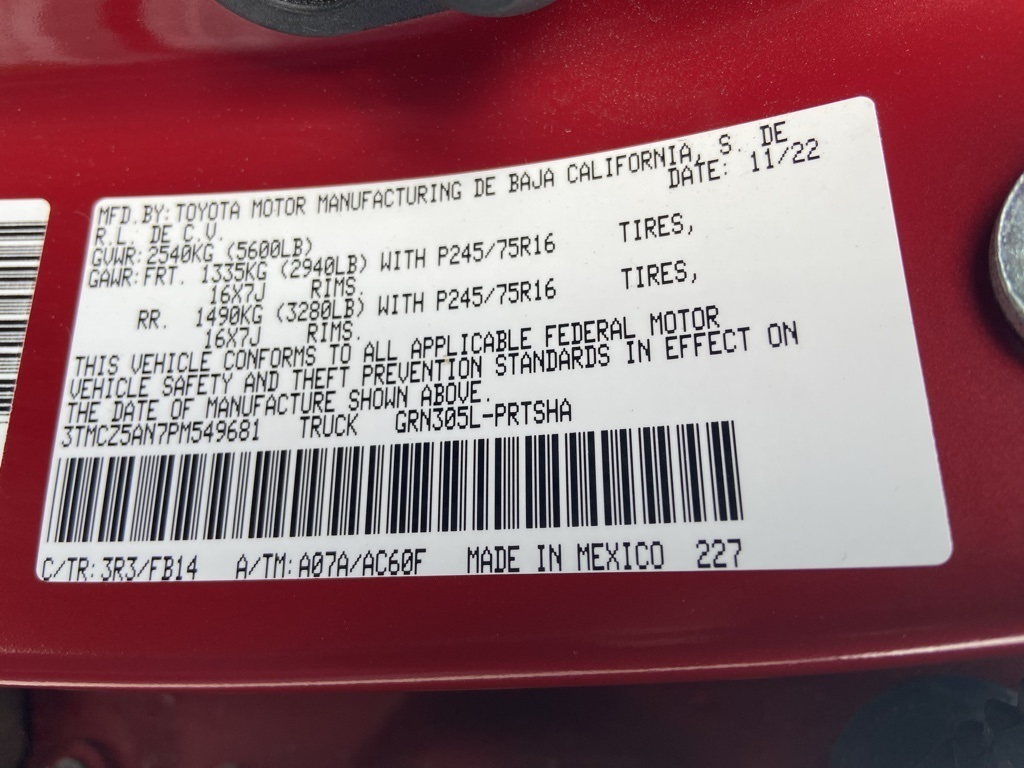 MFD.BY: TOYOTA MOTOR MANUFACTURING DE BAJA CALIFORNIA, S. DE
R.L. DE C.V. DATE: 11/22
GVWR: 2540KG (5600LB)
GAWR: FRT. 1335KG (2940LB) WITH P245/75R16 TIRES,
16X7J RIMS.
RR. 1490KG (3280LB) WITH P245/75R16 TIRES,
16X7J RIMS.
THIS VEHICLE CONFORMS TO ALL APPLICABLE FEDERAL MOTOR
VEHICLE SAFETY AND THEFT PREVENTION STANDARDS IN EFFECT ON
THE DATE OF MANUFACTURE SHOWN ABOVE.
3TMCZ5AN7PM549681 TRUCK GRN305L-PRTSHA
C/TR: 3R3/FB14 A/TM: A07A/AC60F MADE IN MEXICO 227